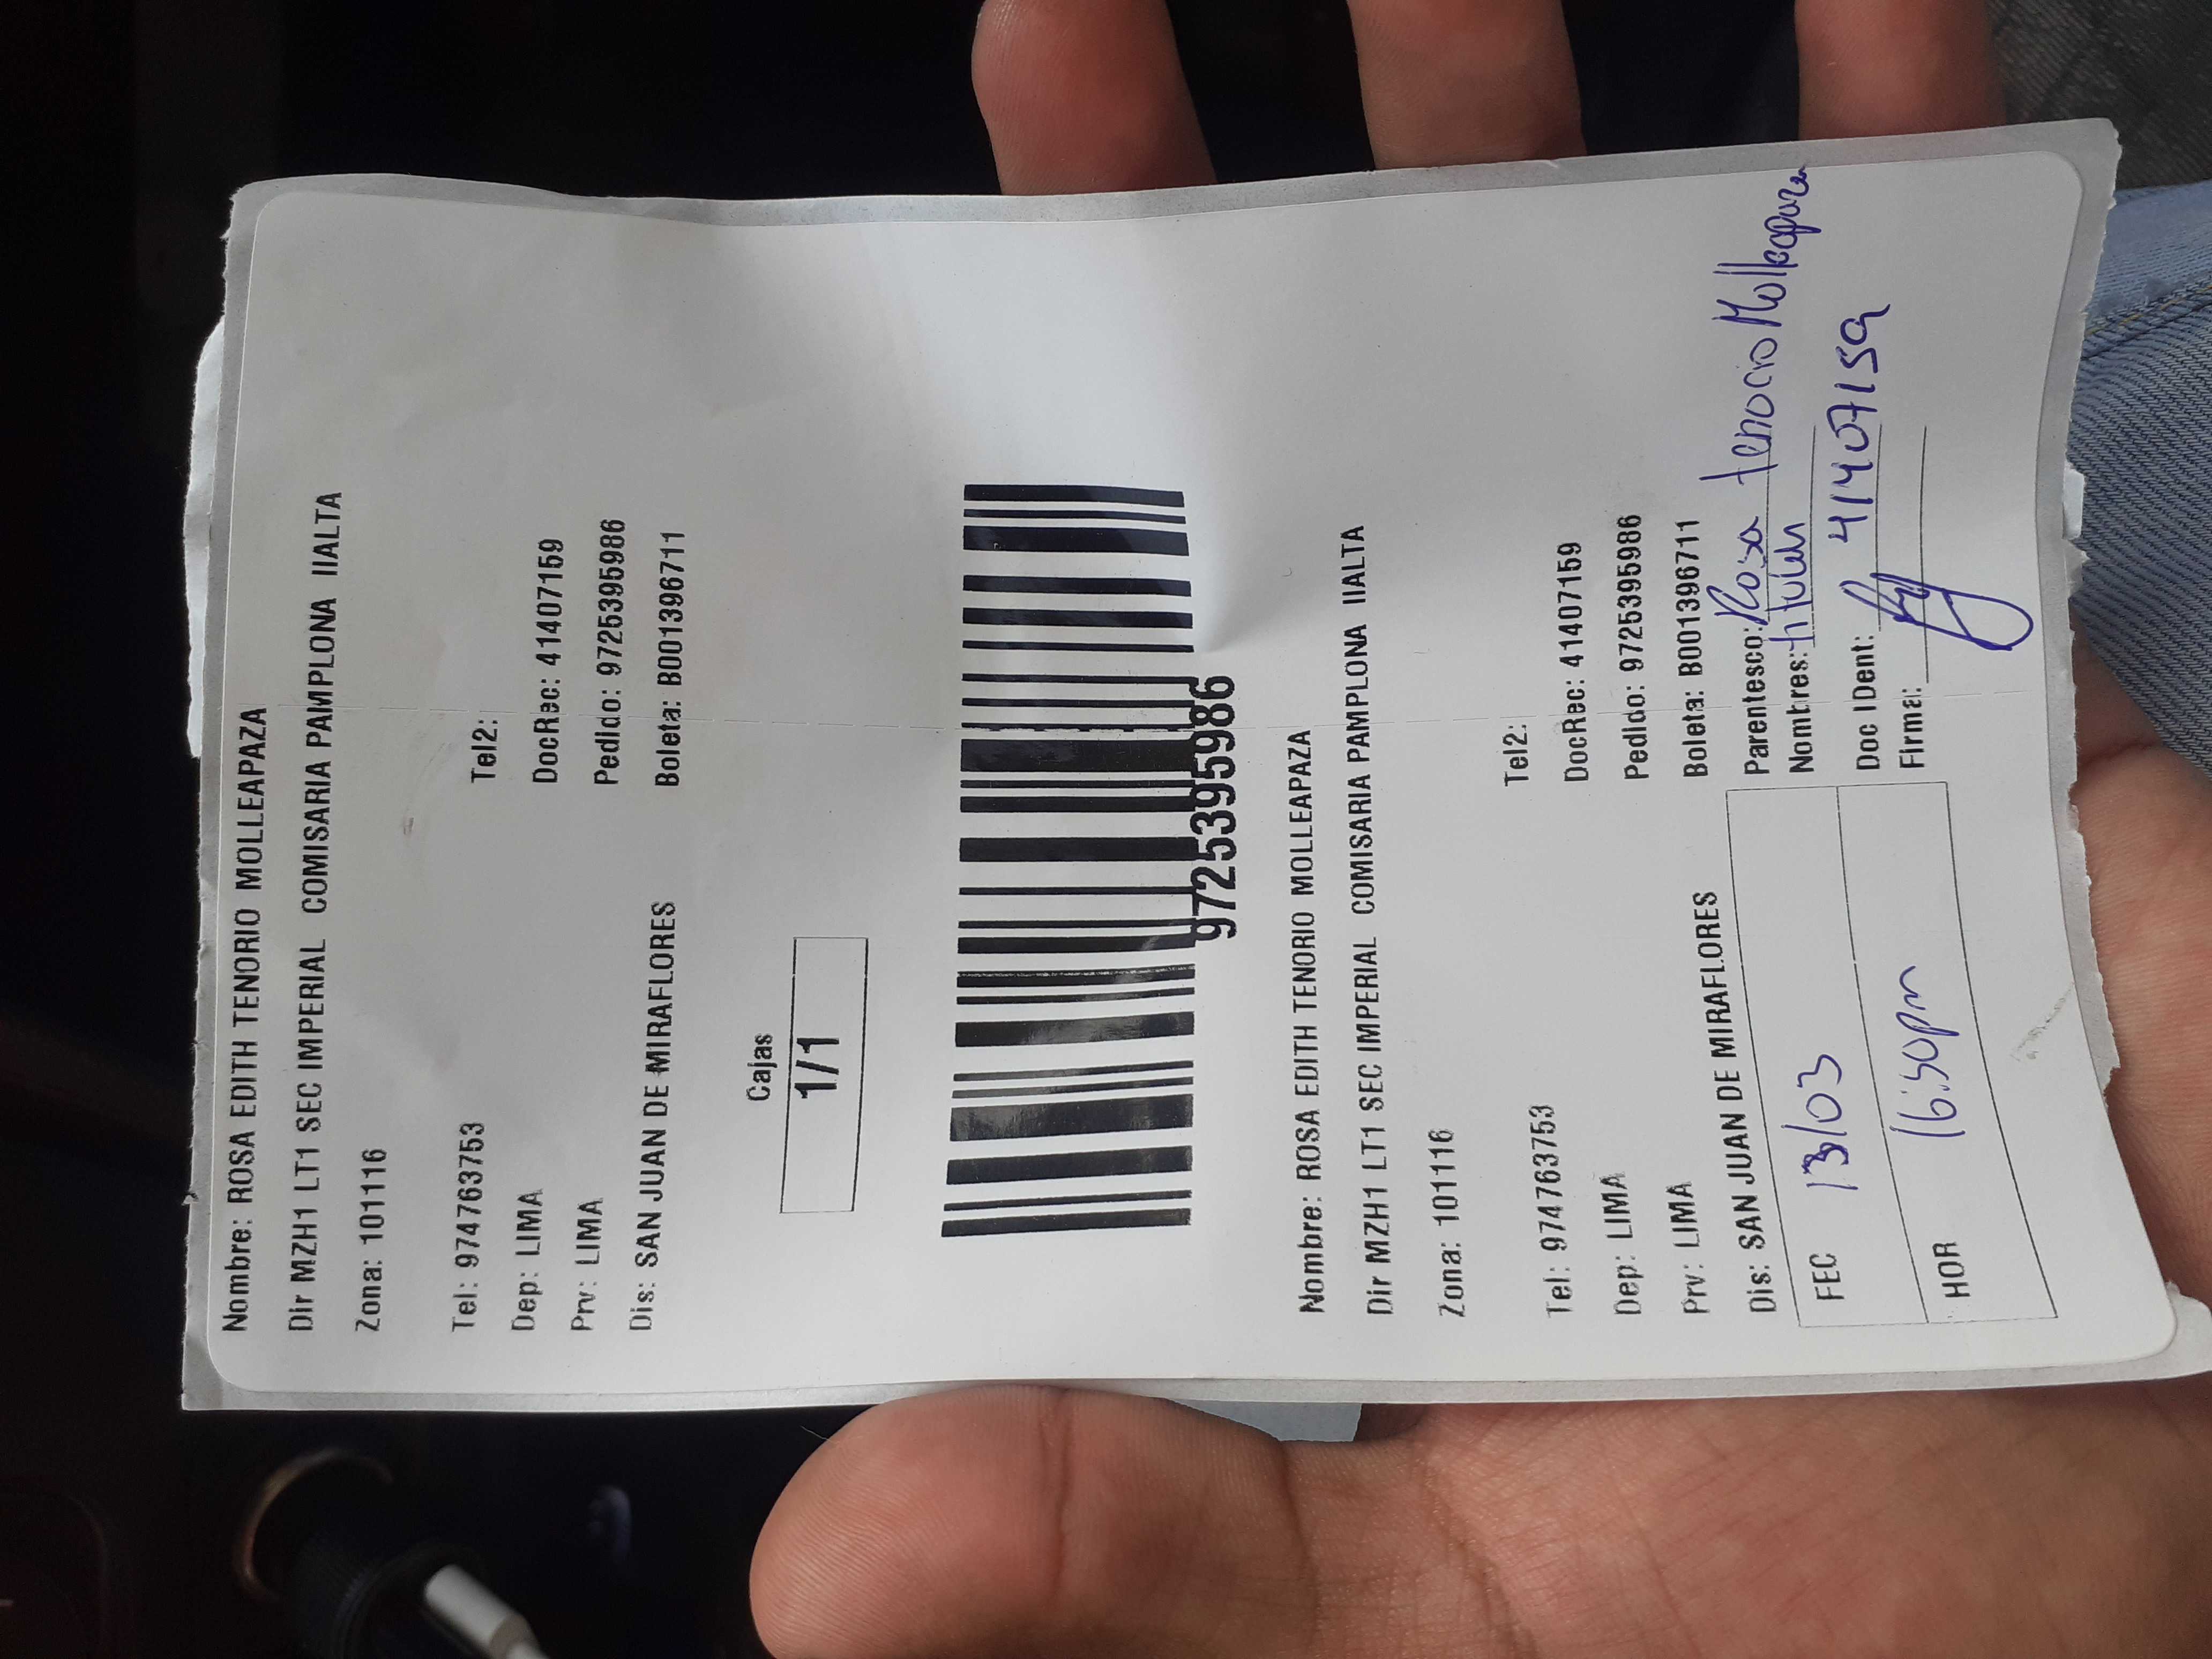 Nombre: ROSA EDITH TENORIO MOLLEAPAZA
Dir MZH1 LT1 SEC IMPERIAL COMISARIA PAMPLONA IIALTA
Zona: 101116
Tel: 974763753 Tel2:
Dep: LIMA DocRec: 41407159
Prv: LIMA Pedido: 9725395986
Dis: SAN JUAN DE MIRAFLORES Boleta: B001396711
Cajas
1/1
9725395986
Nombre: ROSA EDITH TENORIO MOLLEAPAZA
Dir MZH1 LT1 SEC IMPERIAL COMISARIA PAMPLONA IIALTA
Zona: 101116
Tel: 974763753 Tel2:
Dep: LIMA DocRec: 41407159
Prv: LIMA Pedido: 9725395986
Dis: SAN JUAN DE MIRAFLORES Boleta: B001396711
FEC 13/03 Parentesco: Rosa tenorio Molleapaza
Nombres: titular
HOR 16:50pm Doc IDent: 41407159
Firma: